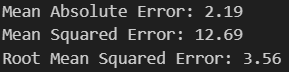 Mean Absolute Error: 2.19
Mean Squared Error: 12.69
Root Mean Squared Error: 3.56